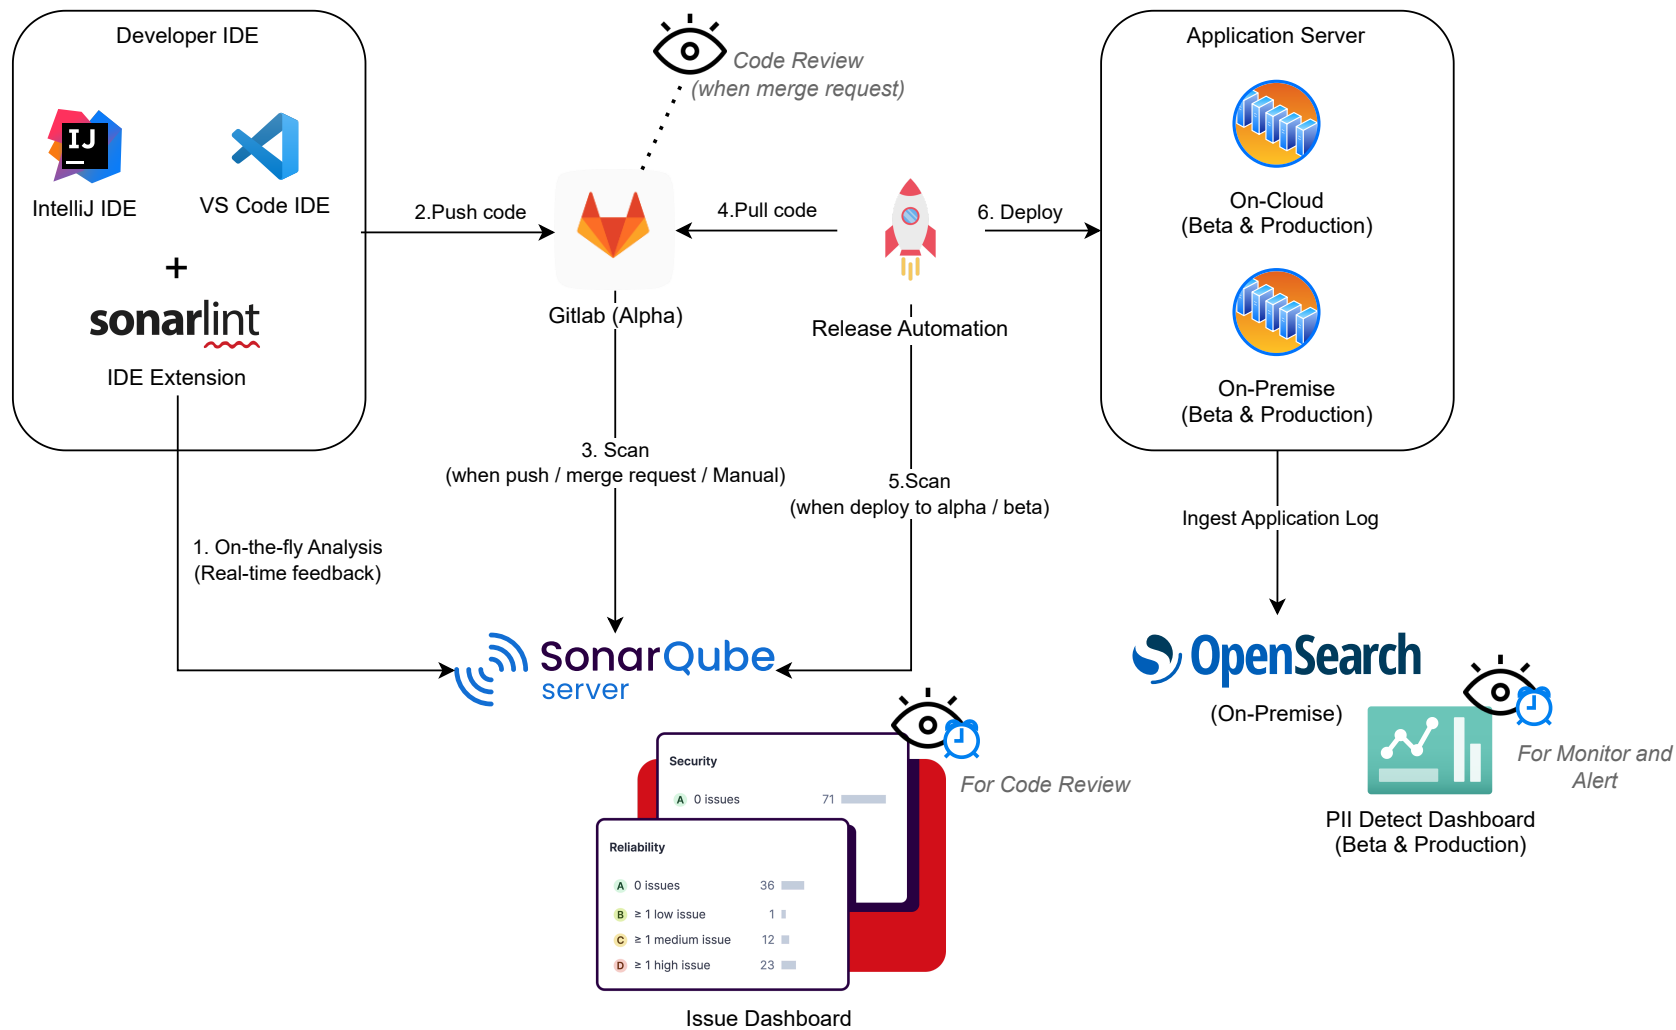 Developer IDE
IJ
IntelliJ IDE
VS Code IDE
+
sonarlint
IDE Extension
1. On-the-fly Analysis
(Real-time feedback)
2.Push code
Code Review
(when merge request)
Gitlab (Alpha)
3. Scan
(when push / merge request / Manual)
4.Pull code
Release Automation
5.Scan
(when deploy to alpha / beta)
6. Deploy
Application Server
On-Cloud
(Beta & Production)
On-Premise
(Beta & Production)
Ingest Application Log
SonarQube
server
OpenSearch
(On-Premise)
For Monitor and
Alert
PII Detect Dashboard
(Beta & Production)
For Code Review
Security
A 0 issues 71
Reliability
A 0 issues 36
B ≥ 1 low issue 1
C ≥ 1 medium issue 12
D ≥ 1 high issue 23
Issue Dashboard